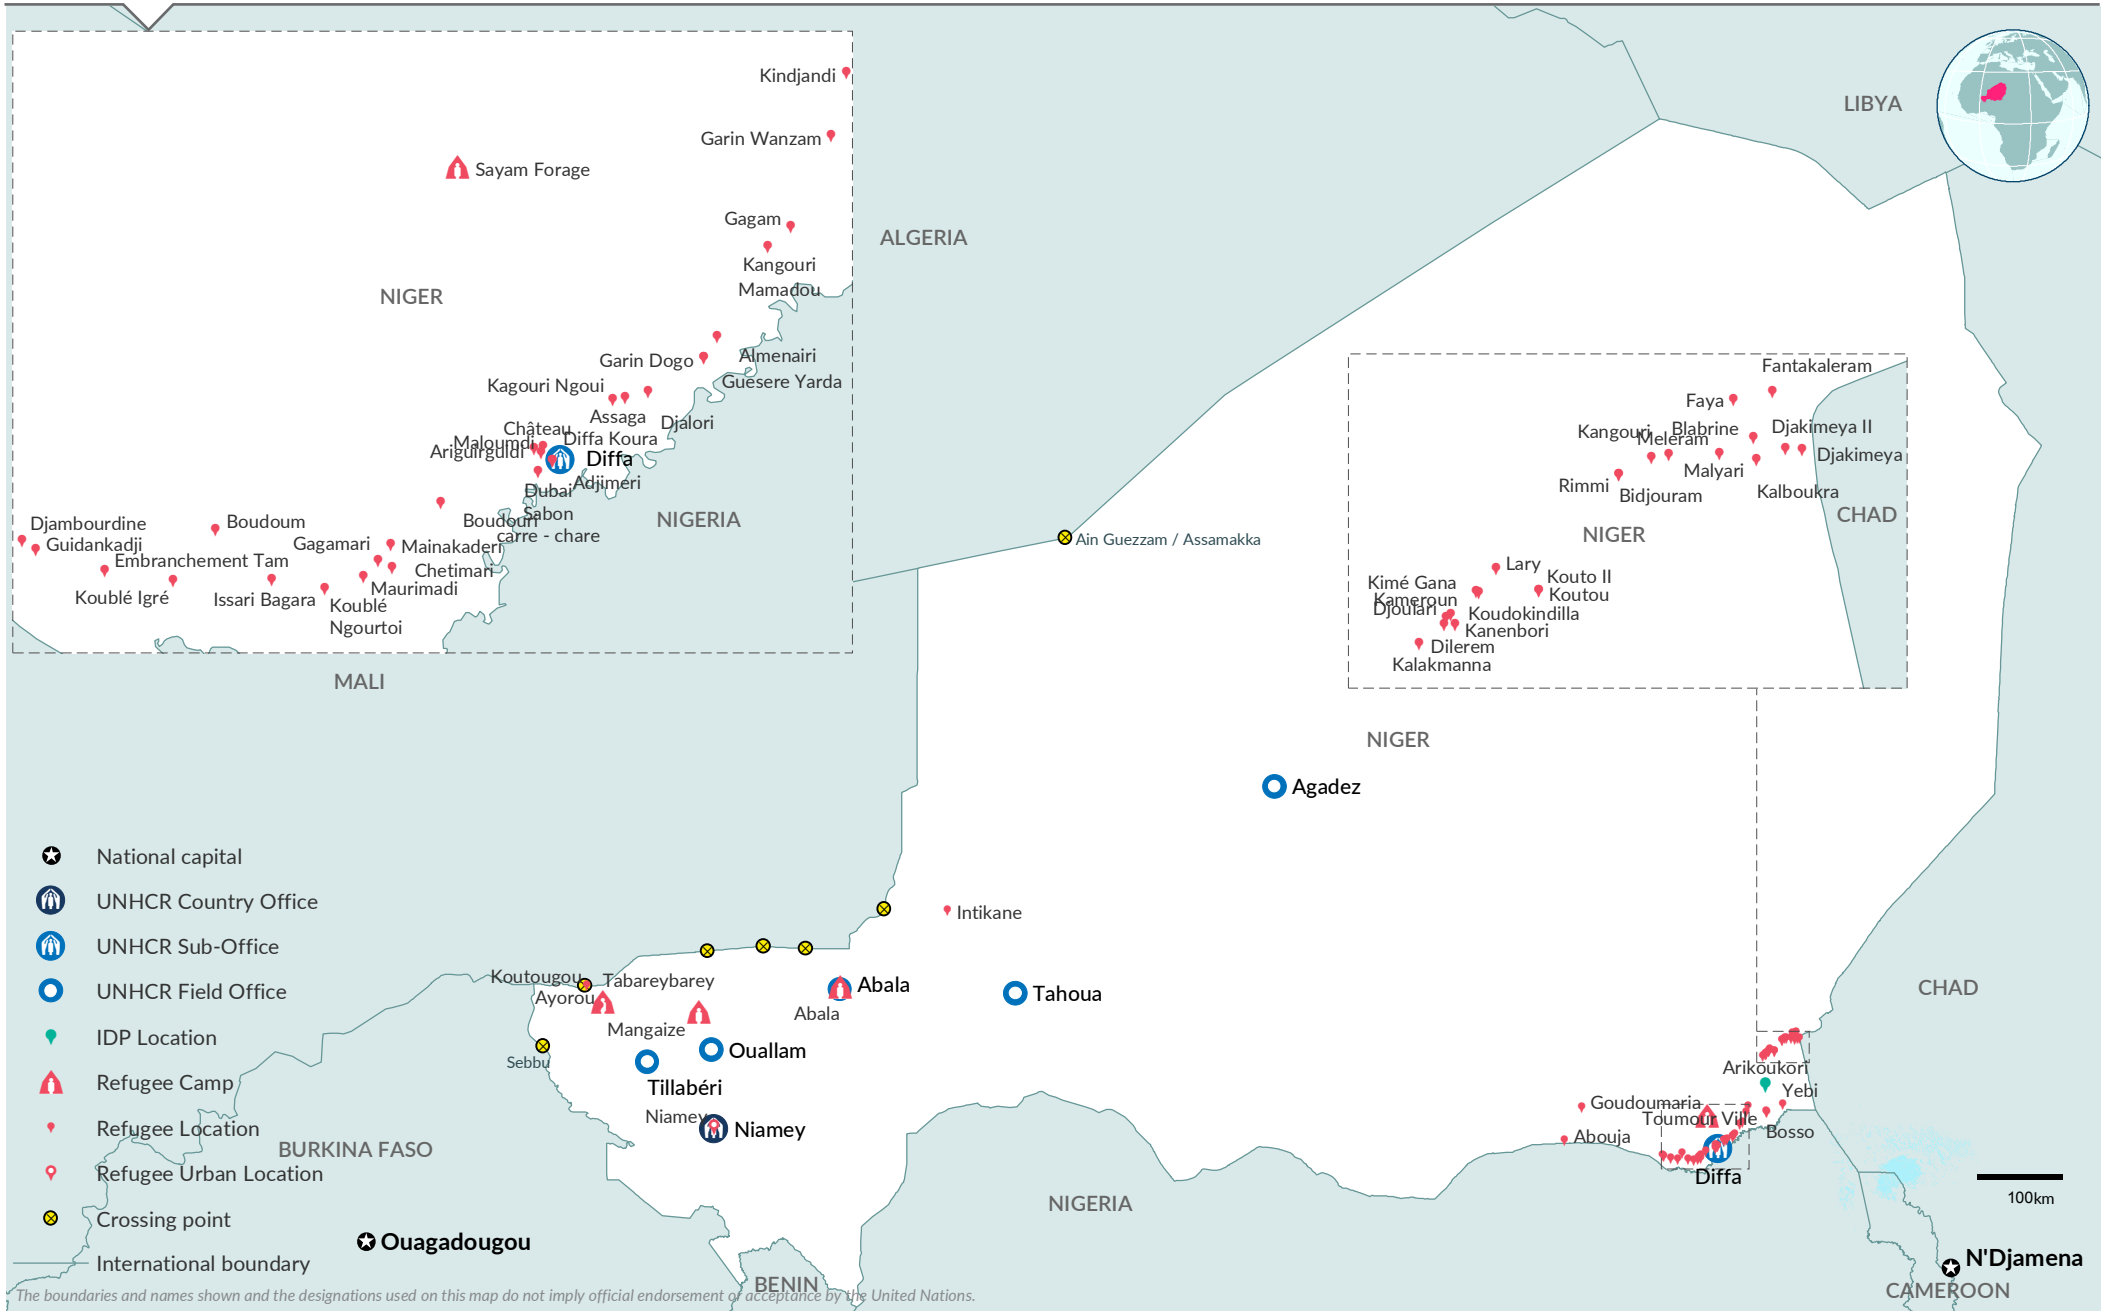 Kindjandi
Garin Wanzam
Sayam Forage
Gagam
Kangouri
Mamadou
NIGER
Almenairi
Garin Dogo
Guesere Yarda
Kagouri Ngoui
Assaga
Djalori
Château
Diffa Koura
Maloumdi
Ariguirguidi
Diffa
Adjimeri
Dubai
Sabon
carre - chare
Boudouri
NIGERIA
Djambourdine
Guidankadji
Boudoum
Embranchement Tam
Gagamari
Mainakaderi
Chetimari
Maurimadi
Koublé Igré
Issari Bagara
Koublé
Ngourtoi
ALGERIA
LIBYA
MALI
Ain Guezzam / Assamakka
Fantakaleram
Faya
Kangouri
Meleram
Blabrine
Djakimeya II
Djakimeya
Malyari
Rimmi
Bidjouram
Kalboukra
CHAD
NIGER
Lary
Kouto II
Koutou
Kimé Gana
Kameroun
Djoulari
Koudokindilla
Kanenbori
Dilerem
Kalakmanna
NIGER
Agadez
Intikane
Koutougou
Tabareybarey
Ayorou
Abala
Abala
Mangaize
Tahoua
Ouallam
Sebbu
Tillabéri
Niamey
Niamey
CHAD
Arikoukori
Yebi
Goudoumaria
Toumour Ville
Bosso
Abouja
Diffa
National capital
UNHCR Country Office
UNHCR Sub-Office
UNHCR Field Office
IDP Location
Refugee Camp
Refugee Location
Refugee Urban Location
Crossing point
International boundary
BURKINA FASO
Ouagadougou
NIGERIA
BENIN
100km
N'Djamena
CAMEROON
The boundaries and names shown and the designations used on this map do not imply official endorsement or acceptance by the United Nations.